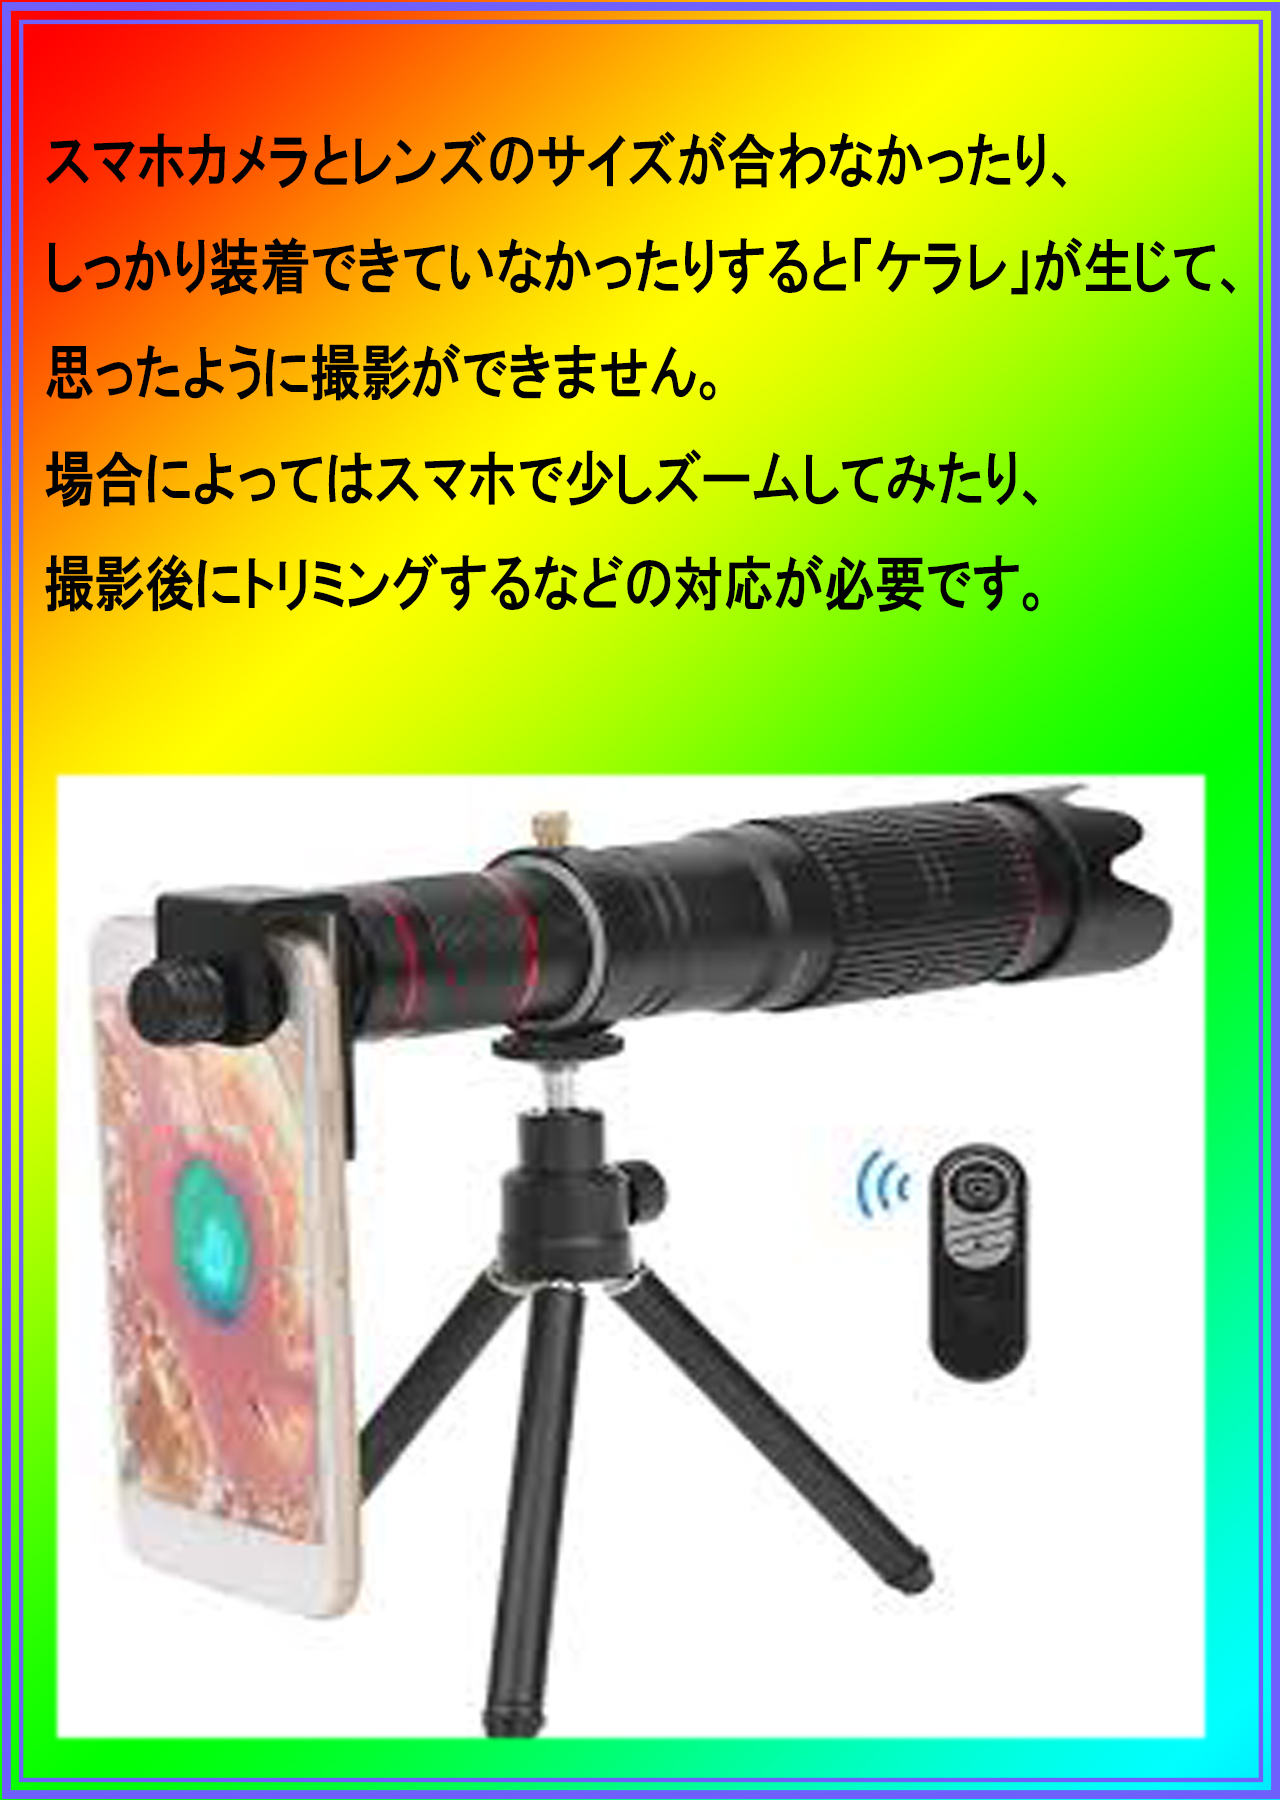 スマホカメラとレンズのサイズが合わなかったり、
しっかり装着できていなかったりすると「ケラレ」が生じて、
思ったように撮影ができません。
場合によってはスマホで少しズームしてみたり、
撮影後にトリミングするなどの対応が必要です。